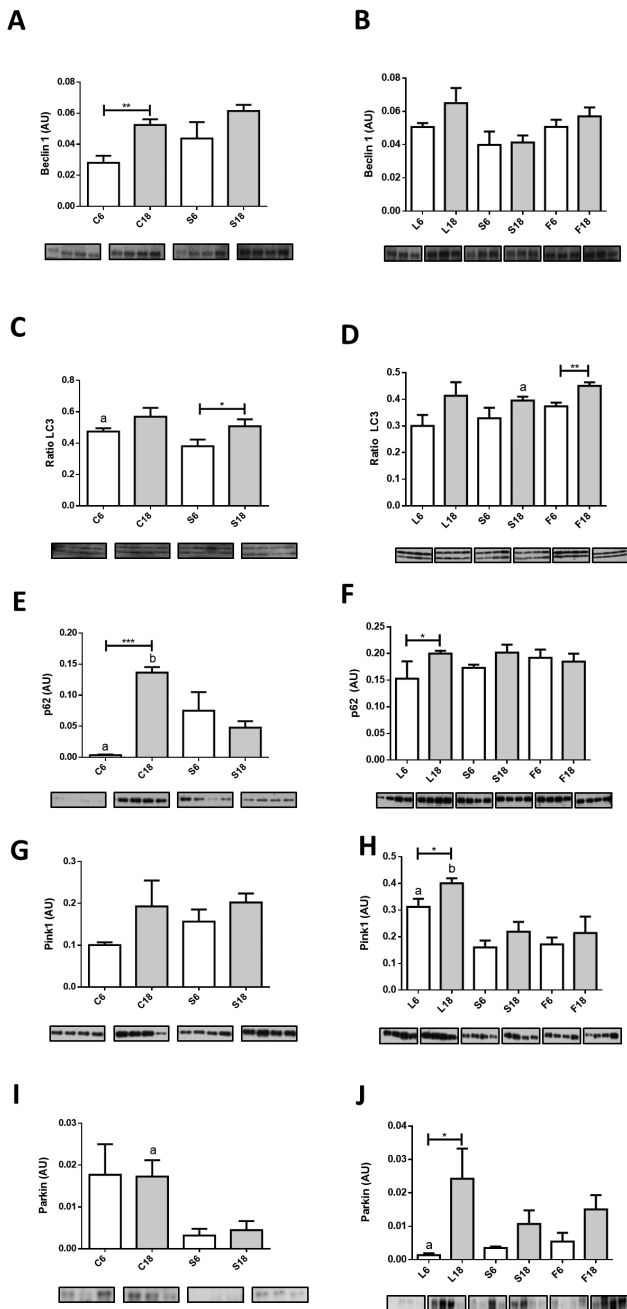 A
B
0.08
0.06
0.04
0.02
0.00
Beclin 1 (AU)
**
C6
C18
S6
S18
0.08
0.06
0.04
0.02
0.00
Beclin 1 (AU)
L6
L18
S6
S18
F6
F18
C
D
0.8
0.6
0.4
0.2
0.0
Ratio LC3
a
*
C6
C18
S6
S18
0.5
0.4
0.3
0.2
0.1
0.0
Ratio LC3
a
**
L6
L18
S6
S18
F6
F18
E
F
0.20
0.15
0.10
0.05
0.00
p62 (AU)
***
a
b
C6
C18
S6
S18
0.25
0.20
0.15
0.10
0.05
0.00
p62 (AU)
*
L6
L18
S6
S18
F6
F18
G
H
0.3
0.2
0.1
0.0
Pink1 (AU)
C6
C18
S6
S18
0.5
0.4
0.3
0.2
0.1
0.0
Pink1 (AU)
*
a
b
L6
L18
S6
S18
F6
F18
I
J
0.03
0.02
0.01
0.00
Parkin (AU)
a
C6
C18
S6
S18
0.04
0.03
0.02
0.01
0.00
Parkin (AU)
*
a
L6
L18
S6
S18
F6
F18